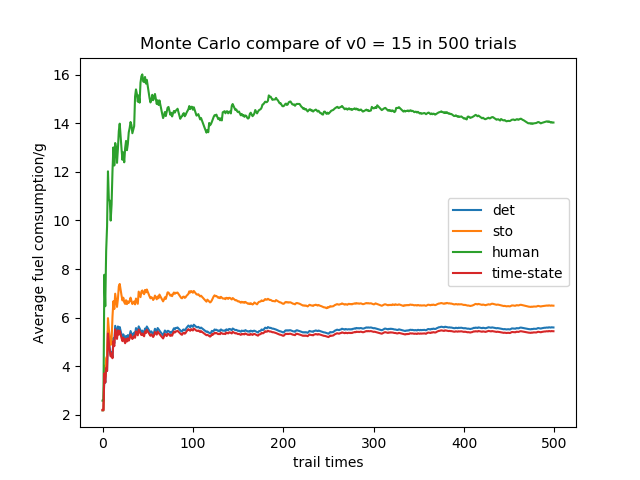 Monte Carlo compare of v0 = 15 in 500 trials
Average fuel comsumption/g
16
14
12
10
8
6
4
2
det
sto
human
time-state
0
100
200
300
400
500
trail times